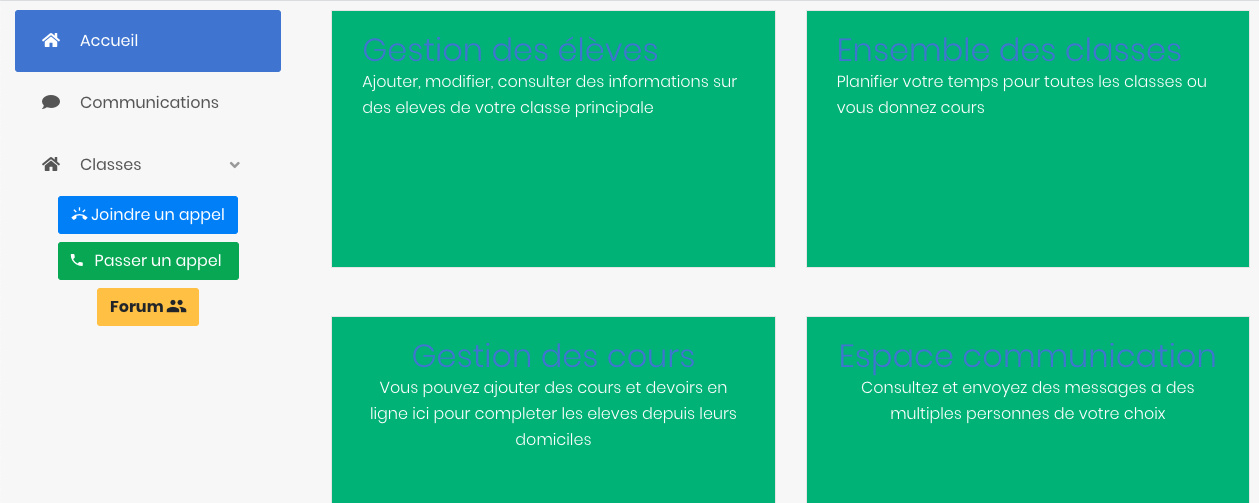 Accueil
Communications
Classes
Joindre un appel
Passer un appel
Forum
Gestion des élèves
Ajouter, modifier, consulter des informations sur
des eleves de votre classe principale
Ensemble des classes
Planifier votre temps pour toutes les classes ou
vous donnez cours
Gestion des cours
Vous pouvez ajouter des cours et devoirs en
ligne ici pour completer les eleves depuis leurs
domiciles
Espace communication
Consultez et envoyez des messages a des
multiples personnes de votre choix